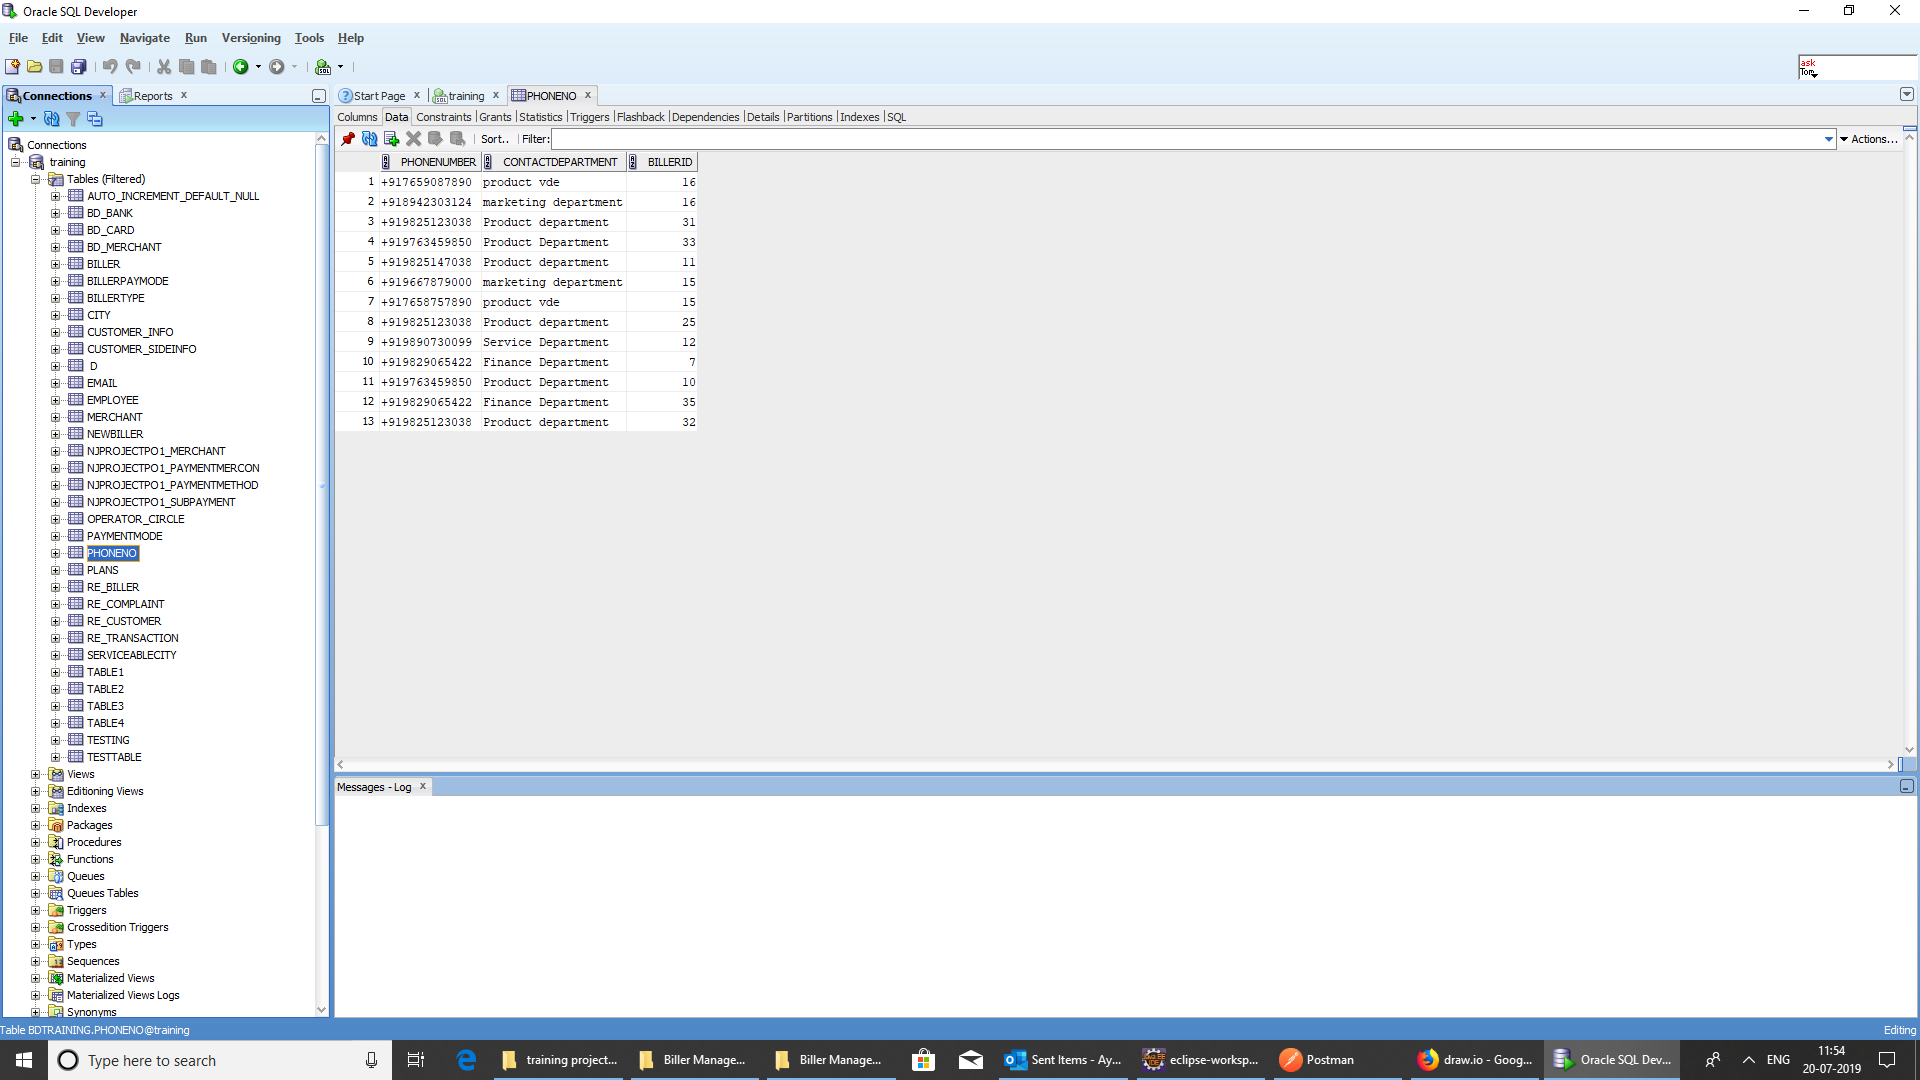 Oracle SQL Developer
File Edit View Navigate Run Versioning Tools Help
ask
Tom
Connections x Reports x
Start Page x training x PHONENO x
Columns Data Constraints Grants Statistics Triggers Flashback Dependencies Details Partitions Indexes SQL
Sort.. Filter: Actions...
PHONENUMBER CONTACTDEPARTMENT BILLERID
1 +917659087890 product vde 16
2 +918942303124 marketing department 16
3 +919825123038 Product department 31
4 +919763459850 Product Department 33
5 +919825147038 Product department 11
6 +919667879000 marketing department 15
7 +917658757890 product vde 15
8 +919825123038 Product department 25
9 +919890730099 Service Department 12
10 +919829065422 Finance Department 7
11 +919763459850 Product Department 10
12 +919829065422 Finance Department 35
13 +919825123038 Product department 32
Connections
training
Tables (Filtered)
AUTO_INCREMENT_DEFAULT_NULL
BD_BANK
BD_CARD
BD_MERCHANT
BILLER
BILLERPAYMODE
BILLERTYPE
CITY
CUSTOMER_INFO
CUSTOMER_SIDEINFO
D
EMAIL
EMPLOYEE
MERCHANT
NEWBILLER
NJPROJECTPO1_MERCHANT
NJPROJECTPO1_PAYMENTMERCON
NJPROJECTPO1_PAYMENTMETHOD
NJPROJECTPO1_SUBPAYMENT
OPERATOR_CIRCLE
PAYMENTMODE
PHONENO
PLANS
RE_BILLER
RE_COMPLAINT
RE_CUSTOMER
RE_TRANSACTION
SERVICEABLECITY
TABLE1
TABLE2
TABLE3
TABLE4
TESTING
TESTTABLE
Views
Editioning Views
Indexes
Packages
Procedures
Functions
Queues
Queues Tables
Triggers
Crossedition Triggers
Types
Sequences
Materialized Views
Materialized Views Logs
Synonyms
Messages - Log x
Table BDTRAINING.PHONENO@training
Editing
Type here to search
training project...
Biller Manage...
Biller Manage...
Sent Items - Ay...
eclipse-worksp...
Postman
draw.io - Goog...
Oracle SQL Dev...
ENG
11:54
20-07-2019